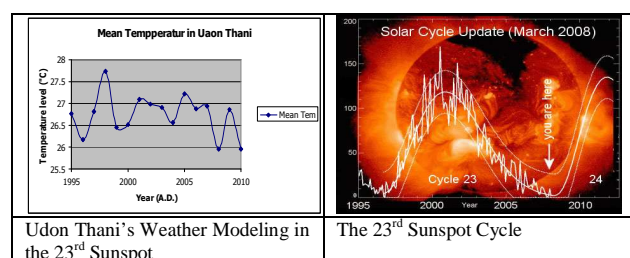 Mean Tempperatur in Uaon Thani
28
27.5
27
26.5
26
25.5
Temperature level (°C)
1995
2000
2005
2010
Year (A.D.)
Mean Tem
Solar Cycle Update (March 2008)
200
150
100
50
0
you are here
Cycle 23
24
1995
2001
Year
2005
2010
Udon Thani's Weather Modeling in
the 23rd Sunspot
The 23rd Sunspot Cycle